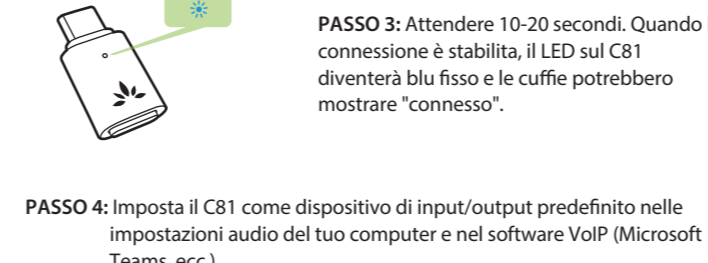 PASSO 3: Attendere 10-20 secondi. Quando
connessione è stabilita, il LED sul C81
diventerà blu fisso e le cuffie potrebbero
mostrare "connesso".
PASSO 4: Imposta il C81 come dispositivo di input/output predefinito nelle
impostazioni audio del tuo computer e nel software VoIP (Microsoft
Teams, ecc.)